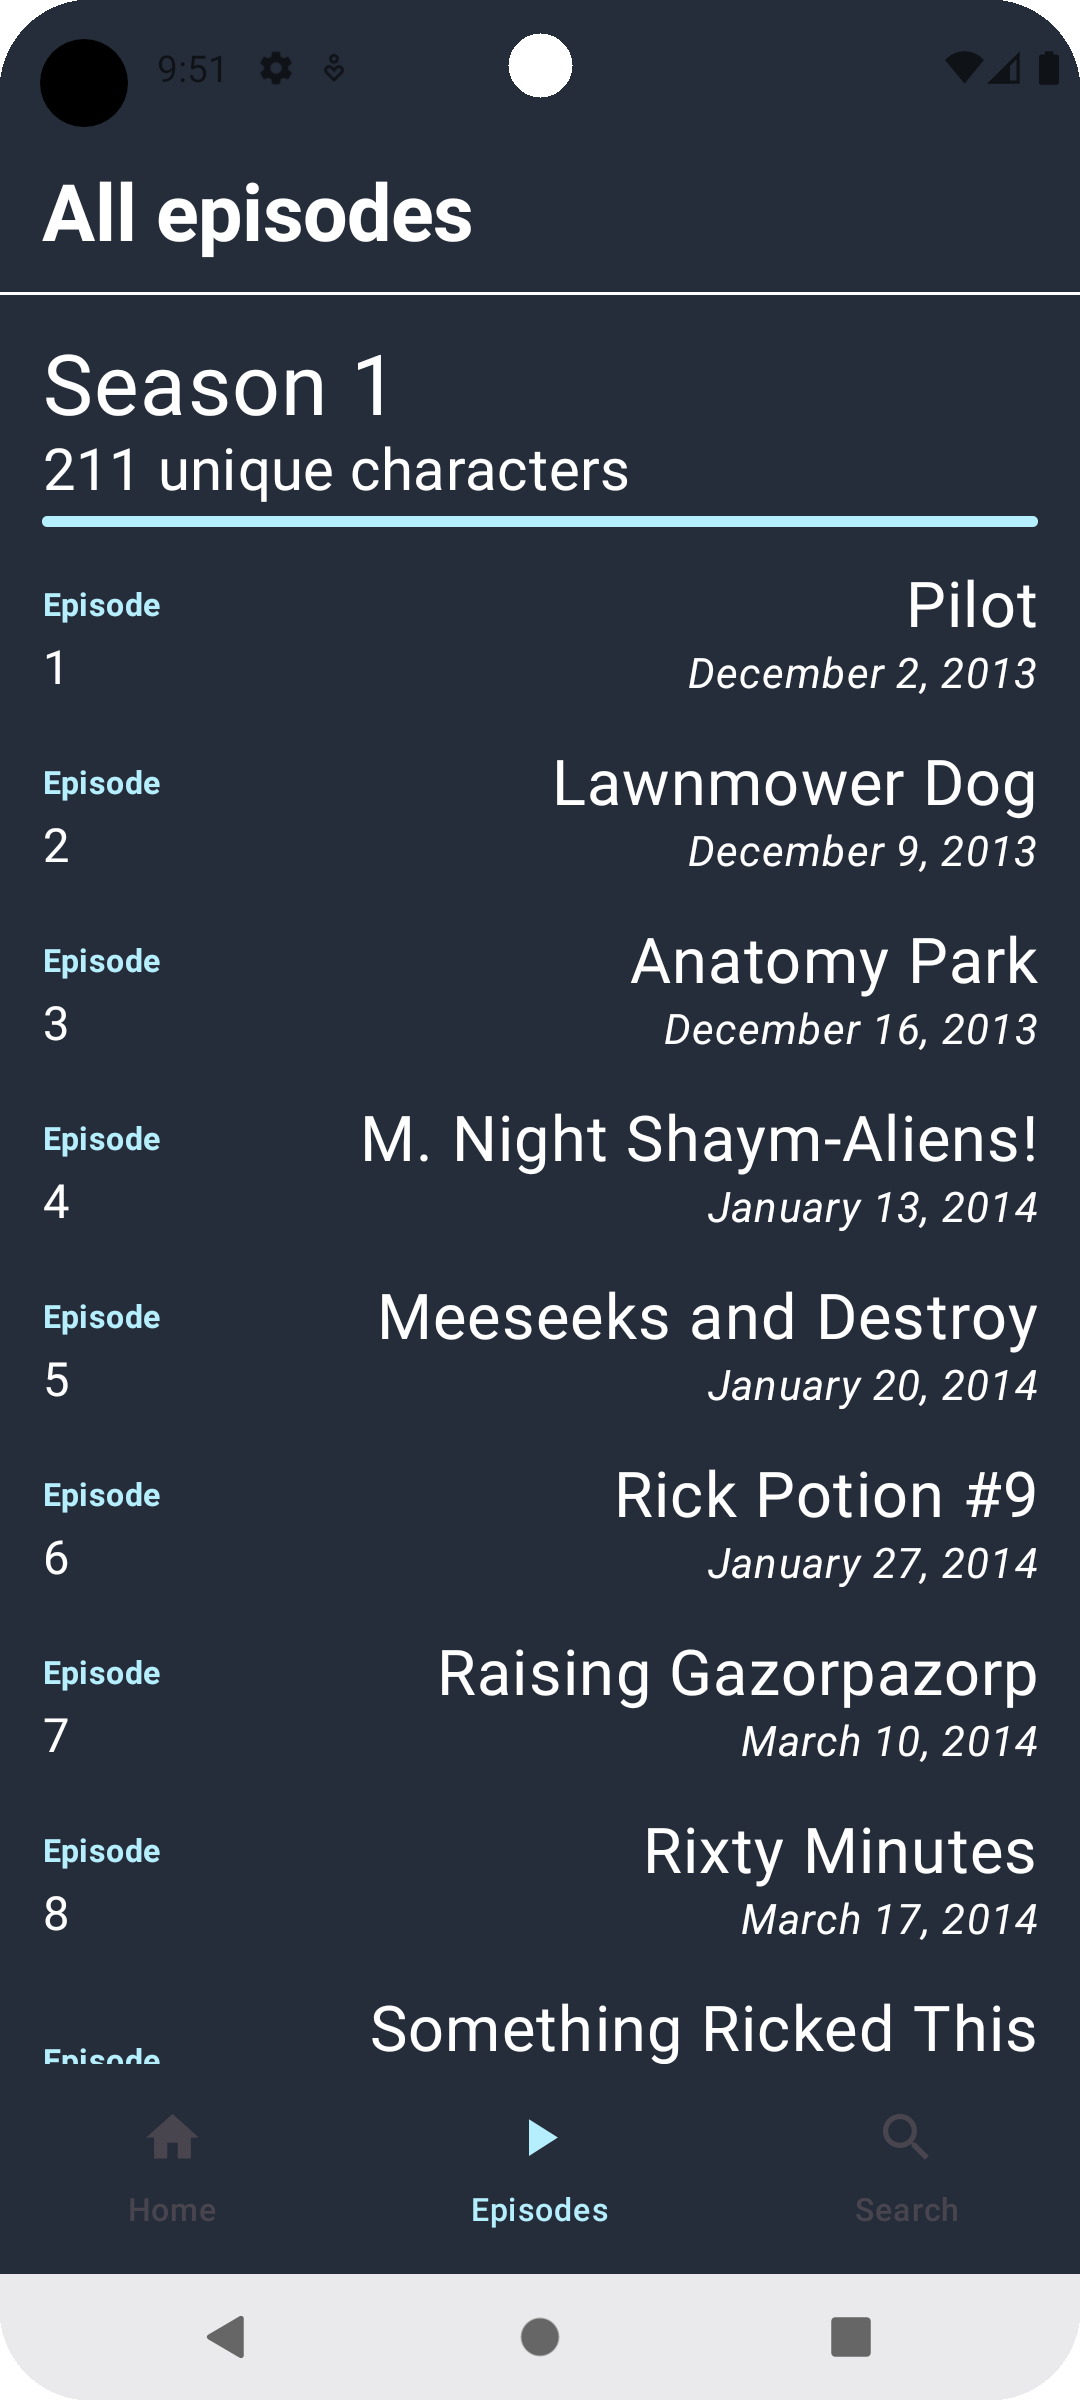 9:51
All episodes
Season 1
211 unique characters
Episode
Pilot
1
December 2, 2013
Episode
Lawnmower Dog
2
December 9, 2013
Episode
Anatomy Park
3
December 16, 2013
Episode
M. Night Shaym-Aliens!
4
January 13, 2014
Episode
Meeseeks and Destroy
5
January 20, 2014
Episode
Rick Potion #9
6
January 27, 2014
Episode
Raising Gazorpazorp
7
March 10, 2014
Episode
Rixty Minutes
8
March 17, 2014
Something Ricked This
Episode
Home
Episodes
Search